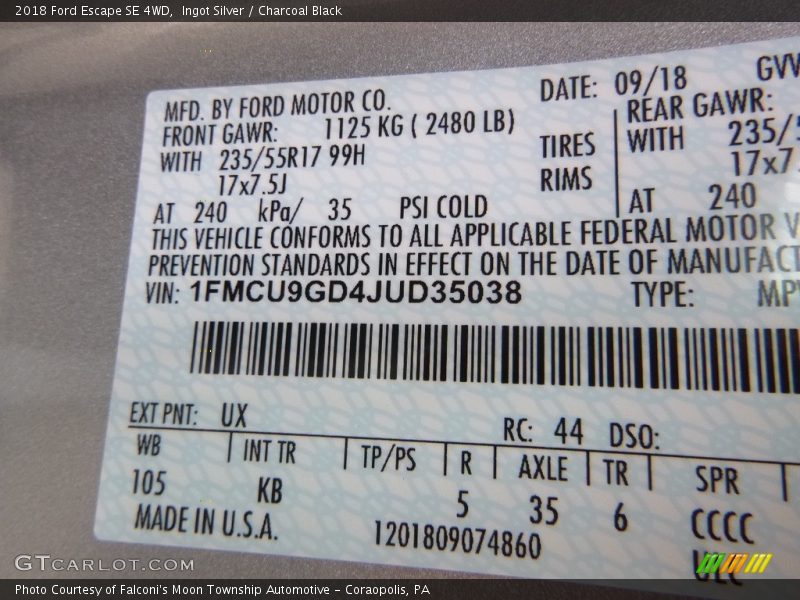 2018 Ford Escape SE 4WD, Ingot Silver / Charcoal Black
MFD. BY FORD MOTOR CO.
DATE: 09/18
FRONT GAWR: 1125 KG ( 2480 LB)
REAR GAWR:
WITH 235/55R17 99H
TIRES
WITH 235/
17x7.5J
RIMS
17x7
AT 240 kPa/ 35 PSI COLD
AT 240
THIS VEHICLE CONFORMS TO ALL APPLICABLE FEDERAL MOTOR
PREVENTION STANDARDS IN EFFECT ON THE DATE OF MANUFACT
VIN: 1FMCU9GD4JUD35038 TYPE: MP
EXT PNT: UX RC: 44 DSO:
WB INT TR TP/PS R AXLE TR SPR
105 KB 5 35 6 CCCC
MADE IN U.S.A. 1201809074860
GTCARLOT.COM
Photo Courtesy of Falconi's Moon Township Automotive - Coraopolis, PA